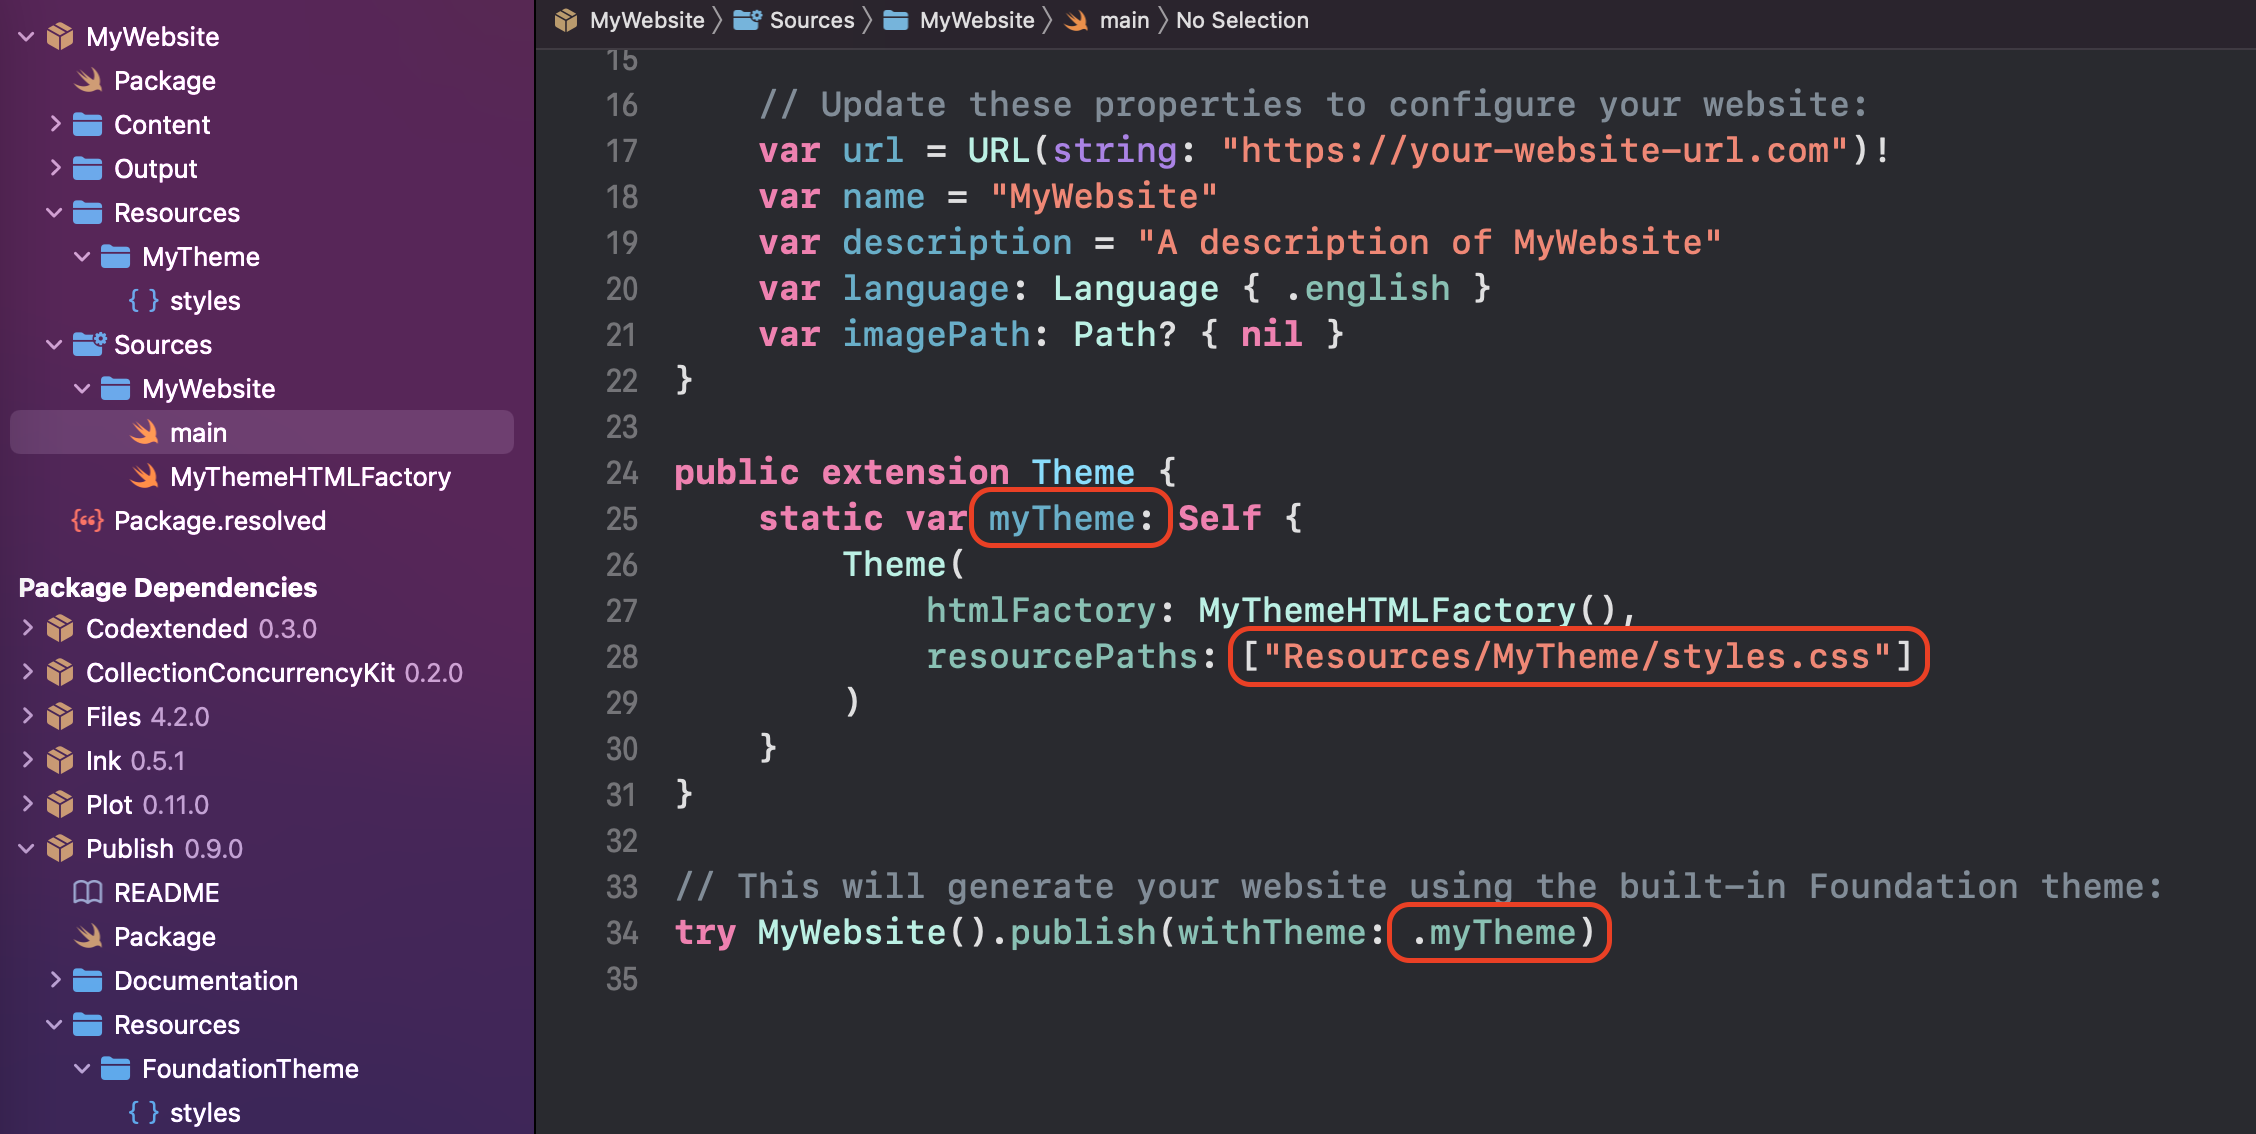 MyWebsite
Package
Content
Output
Resources
MyTheme
{ } styles
Sources
MyWebsite
main
MyThemeHTMLFactory
Package.resolved
Package Dependencies
Codextended 0.3.0
CollectionConcurrencyKit 0.2.0
Files 4.2.0
Ink 0.5.1
Plot 0.11.0
Publish 0.9.0
README
Package
Documentation
Resources
FoundationTheme
{ } styles
MyWebsite Sources MyWebsite main No Selection
15
16 // Update these properties to configure your website:
17 var url = URL(string: "https://your-website-url.com")!
18 var name = "MyWebsite"
19 var description = "A description of MyWebsite"
20 var language: Language { .english }
21 var imagePath: Path? { nil }
22 }
23
24 public extension Theme {
25 static var myTheme: Self {
26 Theme(
27 htmlFactory: MyThemeHTMLFactory(),
28 resourcePaths: ["Resources/MyTheme/styles.css"]
29 )
30 }
31 }
32
33 // This will generate your website using the built-in Foundation theme:
34 try MyWebsite().publish(withTheme: .myTheme)
35